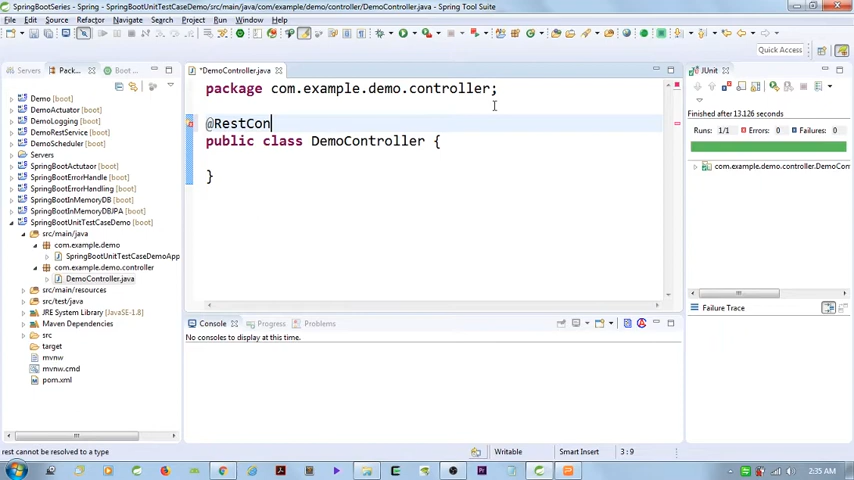 SpringBootSeries - Spring - SpringBootUnitTestCaseDemo/src/main/java/com/example/demo/controller/DemoController.java - Spring Tool Suite
File Edit Source Refactor Navigate Search Project Run Window Help
Quick Access
Servers
Pack...
Boot ...
*DemoController.java
JUnit
Demo [boot]
DemoActuator [boot]
DemoLogging [boot]
DemoRestService [boot]
DemoScheduler [boot]
Servers
SpringBootActutaor [boot]
SpringBootErrorHandle [boot]
SpringBootErrorHandling [boot]
SpringBootInMemoryDB [boot]
SpringBootInMemoryDBJPA [boot]
SpringBootUnitTestCaseDemo [boot]
src/main/java
com.example.demo
SpringBootUnitTestCaseDemoApp
com.example.demo.controller
DemoController.java
src/main/resources
src/test/java
JRE System Library [JavaSE-1.8]
Maven Dependencies
src
target
mvnw
mvnw.cmd
pom.xml
package com.example.demo.controller;
@RestCon
public class DemoController {
}
Finished after 13.126 seconds
Runs: 1/1 Errors: 0 Failures: 0
com.example.demo.controller.DemoCon
Failure Trace
Console
Progress
Problems
No consoles to display at this time.
rest cannot be resolved to a type
Writable
Smart Insert
3 : 9
2:35 AM